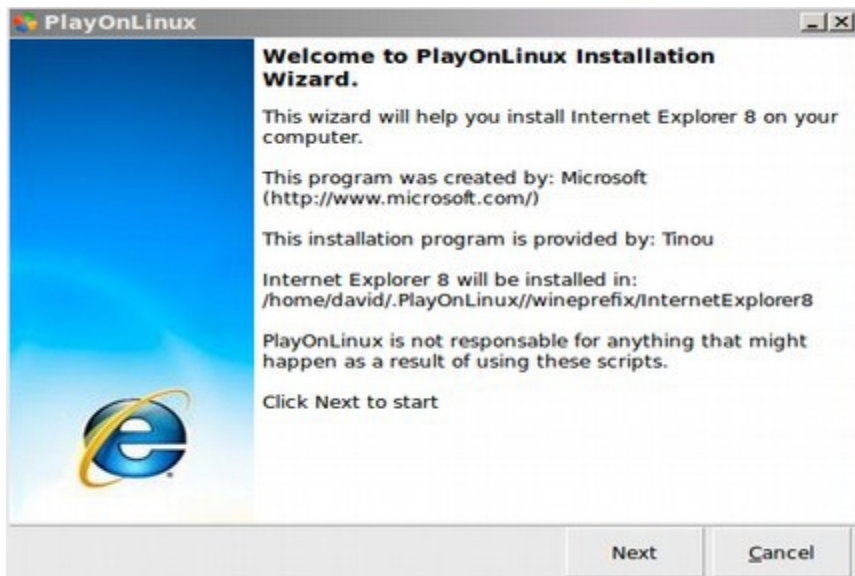 PlayOnLinux
Welcome to PlayOnLinux Installation
Wizard.
This wizard will help you install Internet Explorer 8 on your
computer.
This program was created by: Microsoft
(http://www.microsoft.com/)
This installation program is provided by: Tinou
Internet Explorer 8 will be installed in:
/home/david/.PlayOnLinux//wineprefix/InternetExplorer8
PlayOnLinux is not responsable for anything that might
happen as a result of using these scripts.
Click Next to start
Next
Cancel